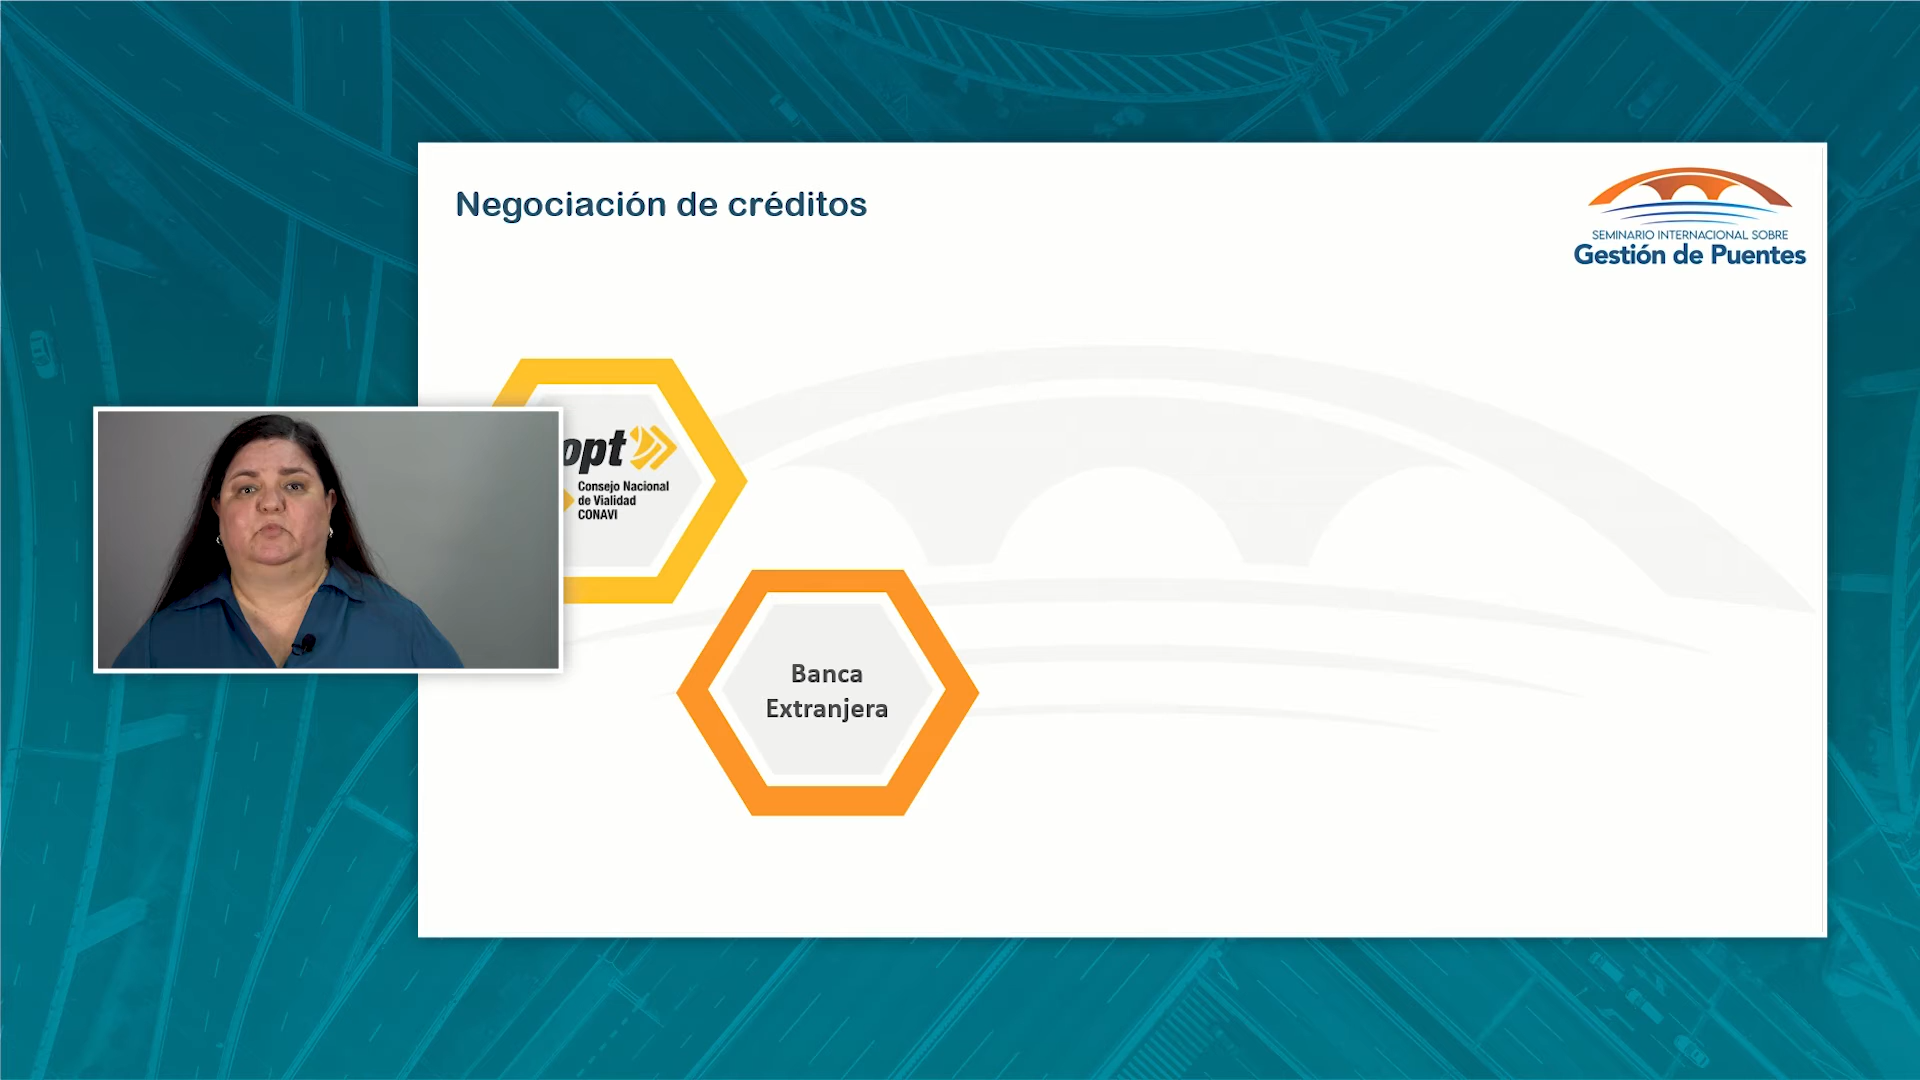 Negociación de créditos
SEMINARIO INTERNACIONAL SOBRE
Gestión de Puentes
opt
Consejo Nacional
de Vialidad
CONAVI
Banca
Extranjera